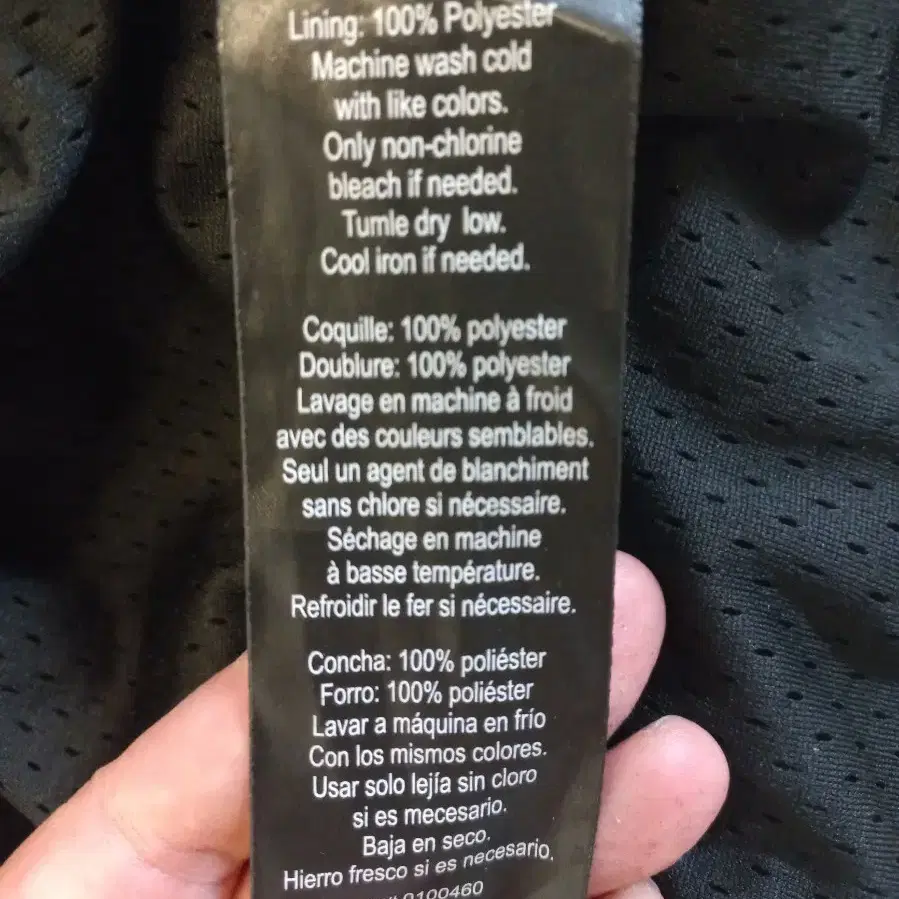 Lining: 100% Polyester
Machine wash cold
with like colors.
Only non-chlorine
bleach if needed.
Tumle dry low.
Cool iron if needed.
Coquille: 100% polyester
Doublure: 100% polyester
Lavage en machine à froid
avec des couleurs semblables.
Seul un agent de blanchiment
sans chlore si nécessaire.
Séchage en machine
à basse température.
Refroidir le fer si nécessaire.
Concha: 100% poliéster
Forro: 100% poliéster
Lavar a máquina en frío
Con los mismos colores.
Usar solo lejía sin cloro
si es mecesario.
Baja en seco.
Hierro fresco si es necesario.